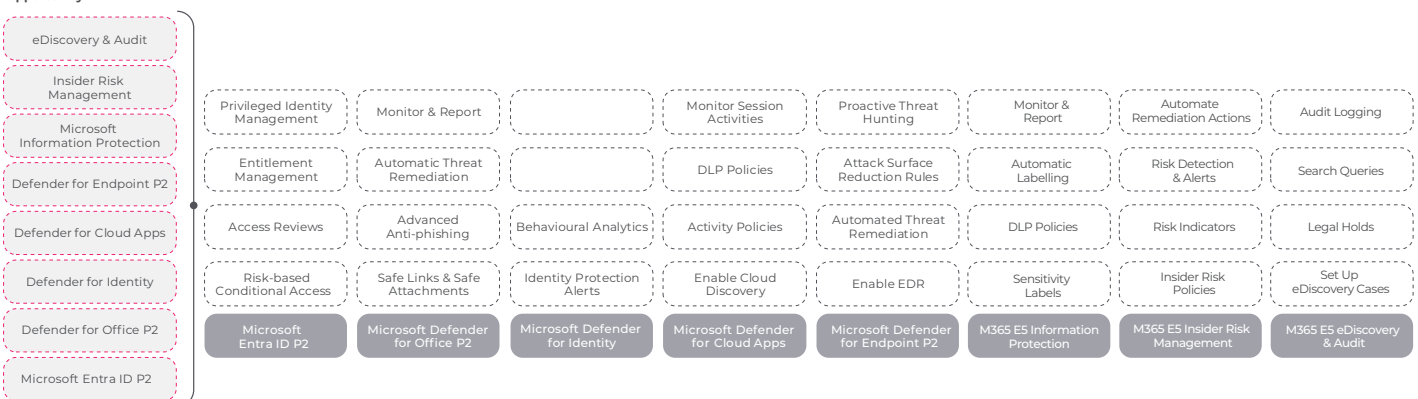 eDiscovery & Audit
Insider Risk
Management
Microsoft
Information Protection
Defender for Endpoint P2
Defender for Cloud Apps
Defender for Identity
Defender for Office P2
Microsoft Entra ID P2
Privileged Identity
Management
Monitor & Report
Monitor Session
Activities
Proactive Threat
Hunting
Monitor &
Report
Automate
Remediation Actions
Audit Logging
Entitlement
Management
Automatic Threat
Remediation
DLP Policies
Attack Surface
Reduction Rules
Automatic
Labelling
Risk Detection
& Alerts
Search Queries
Access Reviews
Advanced
Anti-phishing
Behavioural Analytics
Activity Policies
Automated Threat
Remediation
DLP Policies
Risk Indicators
Legal Holds
Risk-based
Conditional Access
Safe Links & Safe
Attachments
Identity Protection
Alerts
Enable Cloud
Discovery
Enable EDR
Sensitivity
Labels
Insider Risk
Policies
Set Up
eDiscovery Cases
Microsoft
Entra ID P2
Microsoft Defender
for Office P2
Microsoft Defender
for Identity
Microsoft Defender
for Cloud Apps
Microsoft Defender
for Endpoint P2
M365 E5 Information
Protection
M365 E5 Insider Risk
Management
M365 E5 eDiscovery
& Audit